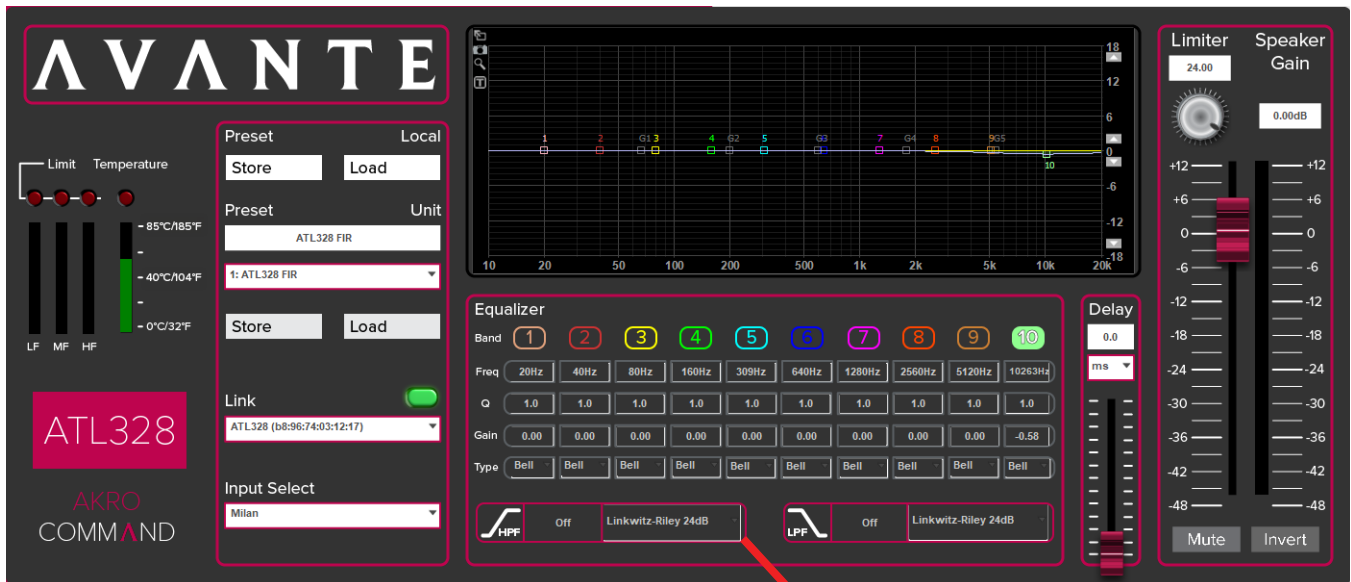 AVANTE
Limit Temperature
85°C/185°F
40°C/104°F
0°C/32°F
LF MF HF
ATL328
AKRO
COMMAND
Preset Local
Store Load
Preset Unit
ATL328 FIR
1: ATL328 FIR
Store Load
Link
ATL328 (b8:96:74:03:12:17)
Input Select
Milan
T
18
12
6
0
-6
-12
-18
1 2 G1 3 4 G2 5 G3 7 G4 8 9G5
10
10 20 50 100 200 500 1k 2k 5k 10k 20k
Equalizer
Band 1 2 3 4 5 6 7 8 9 10
Freq 20Hz 40Hz 80Hz 160Hz 309Hz 640Hz 1280Hz 2560Hz 5120Hz 10263Hz
Q 1.0 1.0 1.0 1.0 1.0 1.0 1.0 1.0 1.0 1.0
Gain 0.00 0.00 0.00 0.00 0.00 0.00 0.00 0.00 0.00 -0.58
Type Bell Bell Bell Bell Bell Bell Bell Bell Bell Bell
HPF Off Linkwitz-Riley 24dB LPF Off Linkwitz-Riley 24dB
Delay
0.0
ms
Limiter Speaker Gain
24.00
0.00dB
+12 +12
+6 +6
0 0
-6 -6
-12 -12
-18 -18
-24 -24
-30 -30
-36 -36
-42 -42
-48 -48
Mute Invert